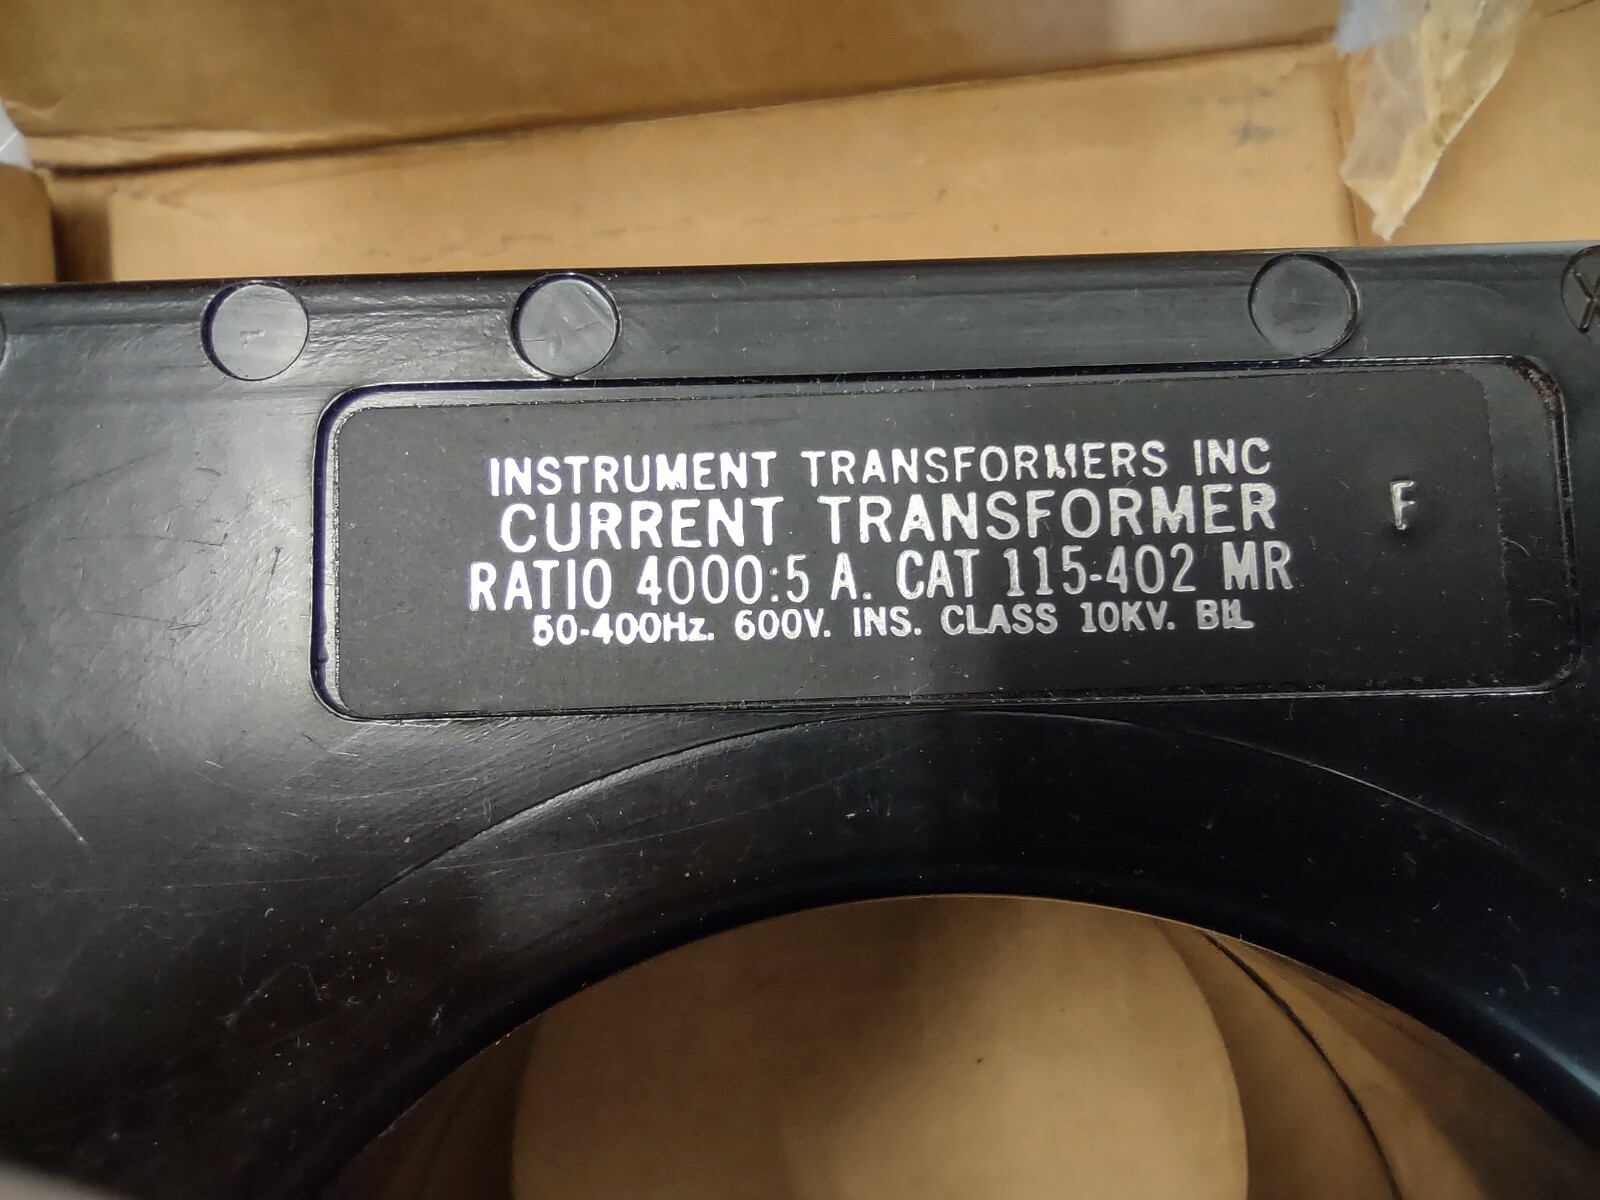 INSTRUMENT TRANSFORMERS INC
CURRENT TRANSFORMER
F
RATIO 4000:5 A. CAT 115-402 MR
50-400Hz. 600V. INS. CLASS 10KV. BIL